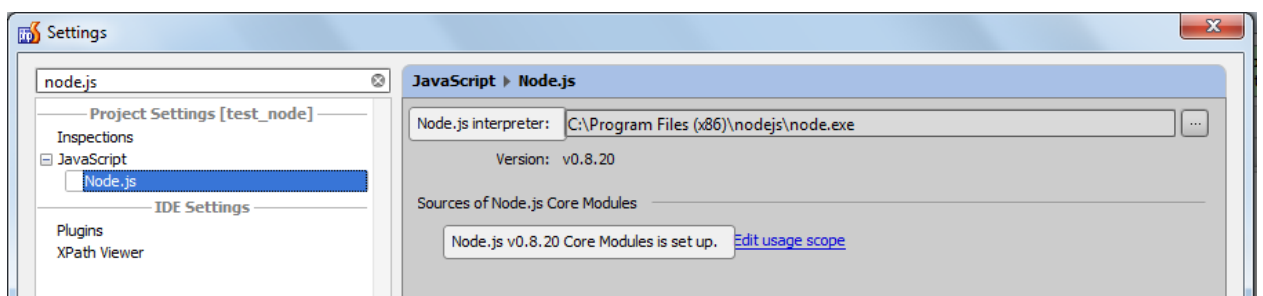 Settings
node.js
Project Settings [test_node]
Inspections
JavaScript
Node.js
IDE Settings
Plugins
XPath Viewer
JavaScript ▸ Node.js
Node.js interpreter: C:\Program Files (x86)\nodejs\node.exe ...
Version: v0.8.20
Sources of Node.js Core Modules
Node.js v0.8.20 Core Modules is set up. Edit usage scope